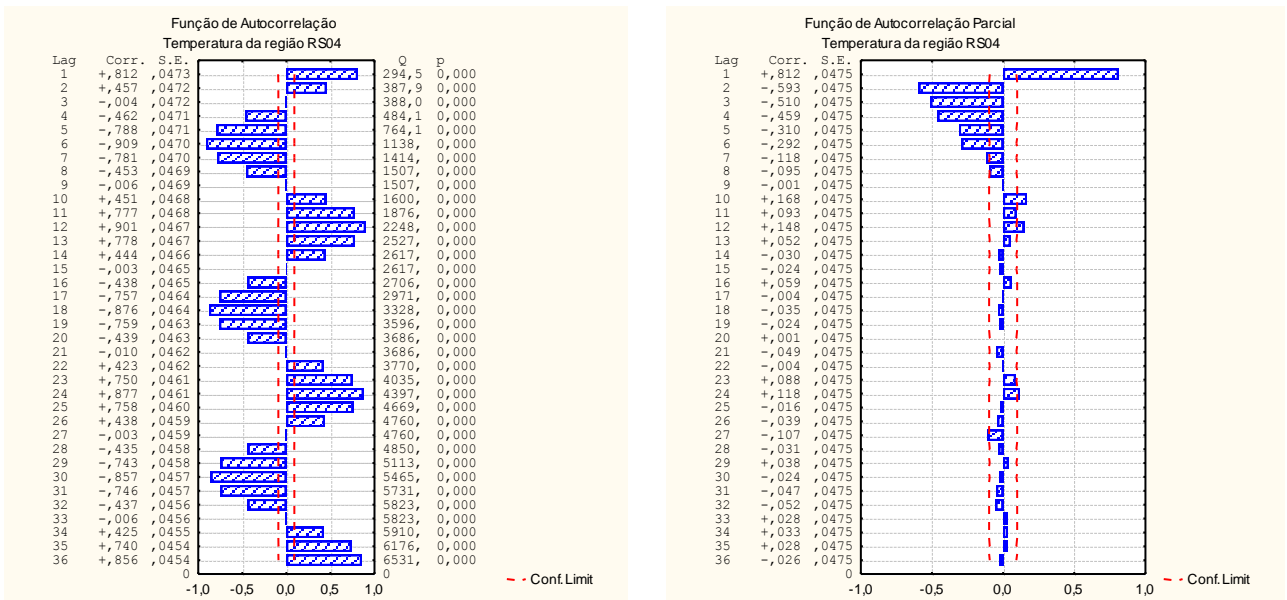 Função de Autocorrelação
Temperatura da região RS04
Lag Corr. S.E. Q p
1 +,812 ,0473 294,5 0,000
2 +,457 ,0472 387,9 0,000
3 -,004 ,0472 388,0 0,000
4 -,462 ,0471 484,1 0,000
5 -,788 ,0471 764,1 0,000
6 -,909 ,0470 1138, 0,000
7 -,781 ,0470 1414, 0,000
8 -,453 ,0469 1507, 0,000
9 -,006 ,0469 1507, 0,000
10 +,451 ,0468 1600, 0,000
11 +,777 ,0468 1876, 0,000
12 +,901 ,0467 2248, 0,000
13 +,778 ,0467 2527, 0,000
14 +,444 ,0466 2617, 0,000
15 -,003 ,0465 2617, 0,000
16 -,438 ,0465 2706, 0,000
17 -,757 ,0464 2971, 0,000
18 -,876 ,0464 3328, 0,000
19 -,759 ,0463 3596, 0,000
20 -,439 ,0463 3686, 0,000
21 -,010 ,0462 3686, 0,000
22 +,423 ,0462 3770, 0,000
23 +,750 ,0461 4035, 0,000
24 +,877 ,0461 4397, 0,000
25 +,758 ,0460 4669, 0,000
26 +,438 ,0459 4760, 0,000
27 -,003 ,0459 4760, 0,000
28 -,435 ,0458 4850, 0,000
29 -,743 ,0458 5113, 0,000
30 -,857 ,0457 5465, 0,000
31 -,746 ,0457 5731, 0,000
32 -,437 ,0456 5823, 0,000
33 -,006 ,0456 5823, 0,000
34 +,425 ,0455 5910, 0,000
35 +,740 ,0454 6176, 0,000
36 +,856 ,0454 6531, 0,000
0 0
-1,0 -0,5 0,0 0,5 1,0
Conf. Limit
Função de Autocorrelação Parcial
Temperatura da região RS04
Lag Corr. S.E.
1 +,812 ,0475
2 -,593 ,0475
3 -,510 ,0475
4 -,459 ,0475
5 -,310 ,0475
6 -,292 ,0475
7 -,118 ,0475
8 -,095 ,0475
9 -,001 ,0475
10 +,168 ,0475
11 +,093 ,0475
12 +,148 ,0475
13 +,052 ,0475
14 -,030 ,0475
15 -,024 ,0475
16 +,059 ,0475
17 -,004 ,0475
18 -,035 ,0475
19 -,024 ,0475
20 +,001 ,0475
21 -,049 ,0475
22 -,004 ,0475
23 +,088 ,0475
24 +,118 ,0475
25 -,016 ,0475
26 -,039 ,0475
27 -,107 ,0475
28 -,031 ,0475
29 +,038 ,0475
30 -,024 ,0475
31 -,047 ,0475
32 -,052 ,0475
33 +,028 ,0475
34 +,033 ,0475
35 +,028 ,0475
36 -,026 ,0475
0
-1,0 -0,5 0,0 0,5 1,0
Conf. Limit